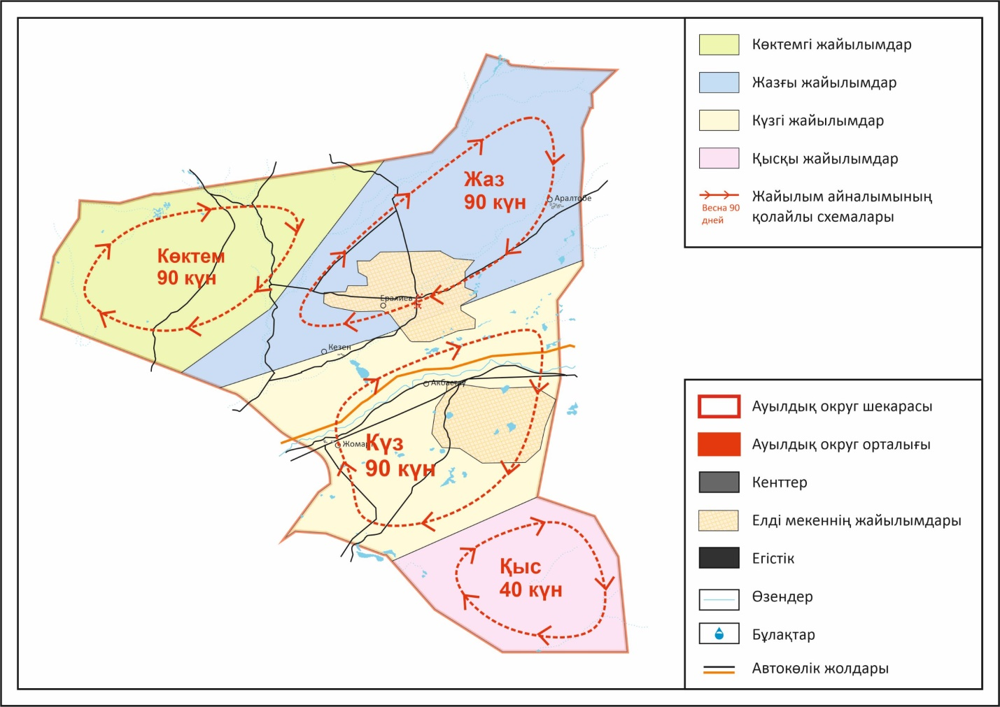 Көктемгі жайылымдар
Жазғы жайылымдар
Күзгі жайылымдар
Қысқы жайылымдар
Весна 90
дней
Жайылым айналымының
қолайлы схемалары
Жаз
90 күн
Аралтобе
Көктем
90 күн
Ералиев
Кезен
Акбастау
Жомарт
Күз
90 күн
Қыс
40 күн
Ауылдық округ шекарасы
Ауылдық округ орталығы
Кенттер
Елді мекеннің жайылымдары
Егістік
Өзендер
Бұлақтар
Автокөлік жолдары